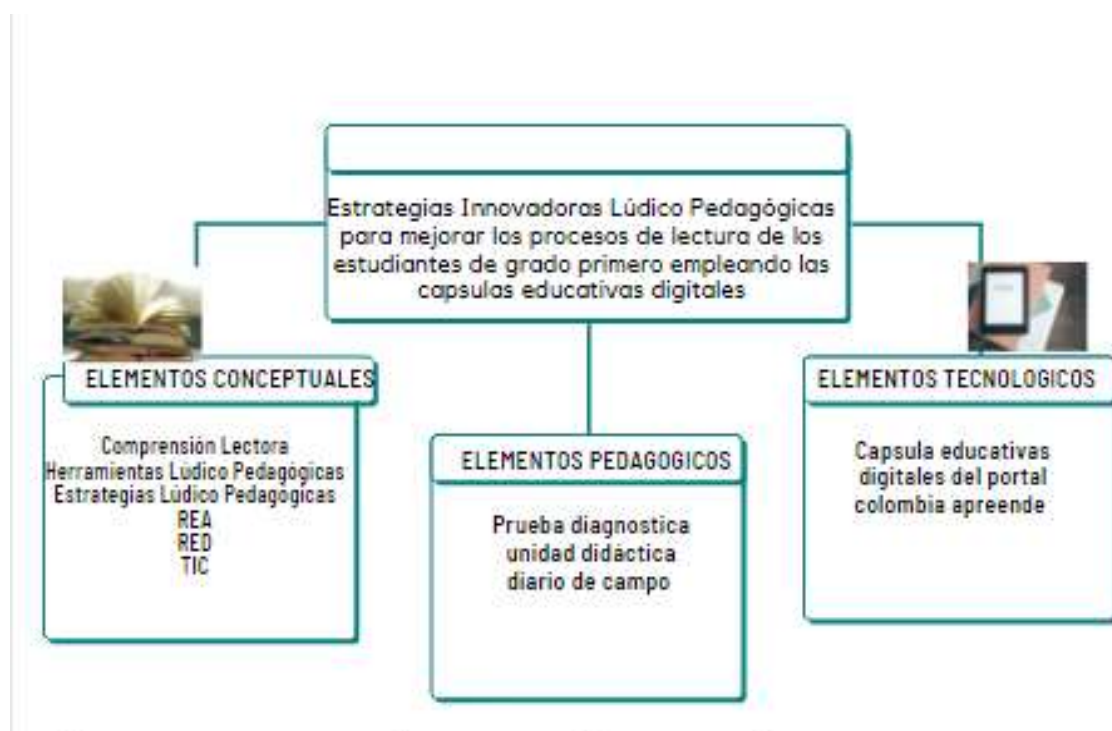 Estrategias Innovadoras Lúdico Pedagógicas
para mejorar los procesos de lectura de los
estudiantes de grado primero empleando las
capsulas educativas digitales
ELEMENTOS CONCEPTUALES
Comprensión Lectora
Herramientas Lúdico Pedagógicas
Estrategias Lúdico Pedagógicas
REA
RED
TIC
ELEMENTOS PEDAGOGICOS
Prueba diagnostica
unidad didáctica
diario de campo
ELEMENTOS TECNOLOGICOS
Capsula educativas
digitales del portal
colombia apreende